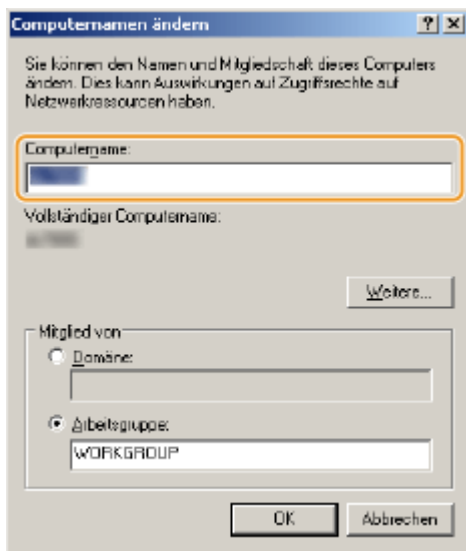 Computernamen ändern
Sie können den Namen und Mitgliedschaft dieses Computers
ändern. Dies kann Auswirkungen auf Zugriffsrechte auf
Netzwerkressourcen haben.
Computername:
Vollständiger Computername:
Weitere...
Mitglied von
Domäne:
Arbeitsgruppe:
WORKGROUP
OK
Abbrechen